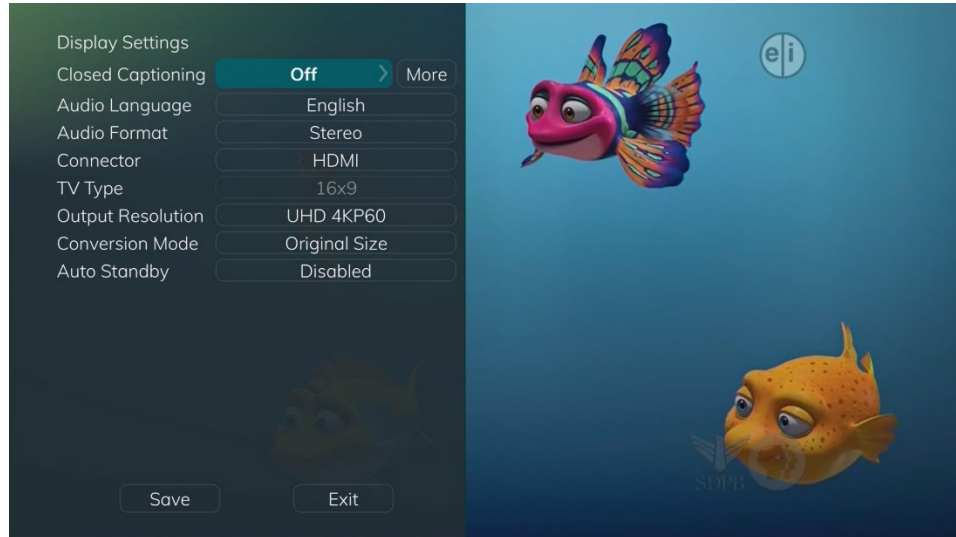 Display Settings
Closed Captioning Off More
Audio Language English
Audio Format Stereo
Connector HDMI
TV Type 16x9
Output Resolution UHD 4KP60
Conversion Mode Original Size
Auto Standby Disabled
Save Exit
e i
SDPB